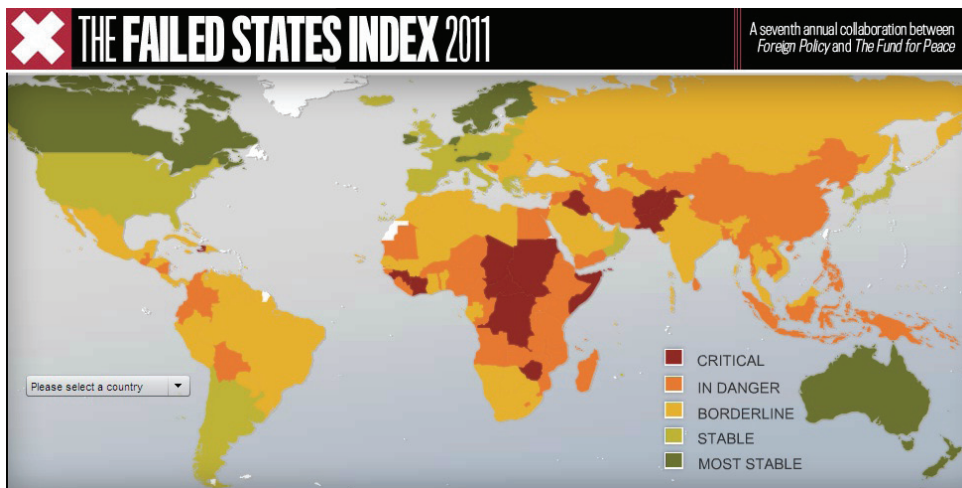 THE FAILED STATES INDEX 2011
A seventh annual collaboration between
Foreign Policy and The Fund for Peace
Please select a country
CRITICAL
IN DANGER
BORDERLINE
STABLE
MOST STABLE